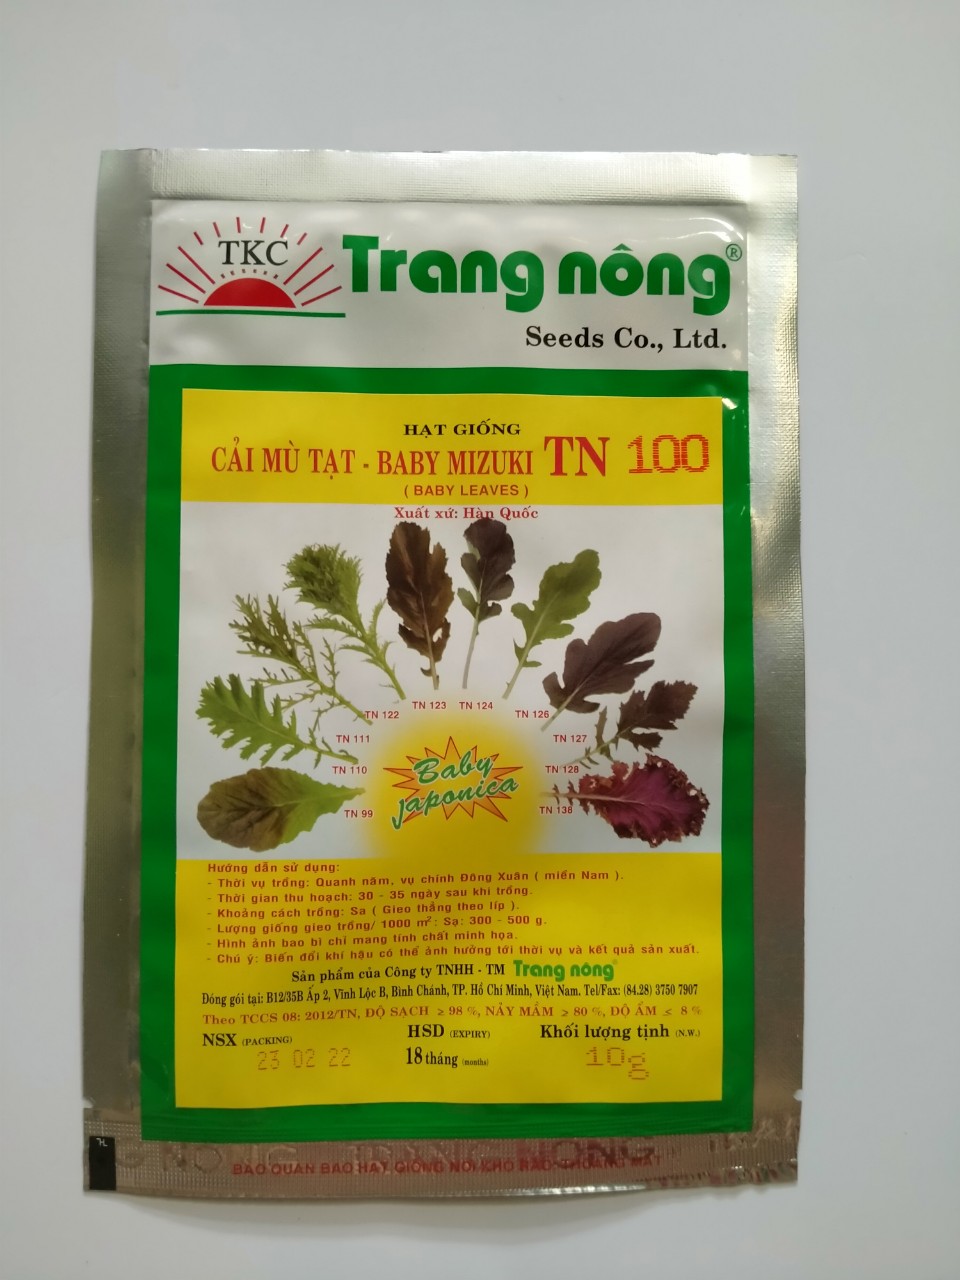 TKC
Trang nông®
Seeds Co., Ltd.
HẠT GIỐNG
CẢI MÙ TẠT - BABY MIZUKI TN 100
( BABY LEAVES )
Xuất xứ: Hàn Quốc
TN 123 TN 124
TN 122 TN 126
TN 111 TN 127
TN 110 TN 128
TN 99 TN 138
Baby
japonica
Hướng dẫn sử dụng:
- Thời vụ trồng: Quanh năm, vụ chính Đông Xuân ( miền Nam ).
- Thời gian thu hoạch: 30 - 35 ngày sau khi trồng.
- Khoảng cách trồng: Sạ ( Gieo thẳng theo líp ).
- Lượng giống gieo trồng/ 1000 m²: Sạ: 300 - 500 g.
- Hình ảnh bao bì chỉ mang tính chất minh họa.
- Chú ý: Biến đổi khí hậu có thể ảnh hưởng tới thời vụ và kết quả sản xuất.
Sản phẩm của Công ty TNHH - TM Trang nông®
Đóng gói tại: B12/35B Ấp 2, Vĩnh Lộc B, Bình Chánh, TP. Hồ Chí Minh, Việt Nam. Tel/Fax: (84.28) 3750 7907
Theo TCCS 08: 2012/TN, ĐỘ SẠCH ≥ 98 %, NẢY MẦM ≥ 80 %, ĐỘ ẨM ≤ 8 %
NSX (PACKING) HSD (EXPIRY) Khối lượng tịnh (N.W.)
23 02 22 18 tháng (months) 10g
NÔNG TRANG NÔNG TRA
BẢO QUẢN BAO HẠT GIỐNG NƠI KHÔ RÁO, THOÁNG MÁT